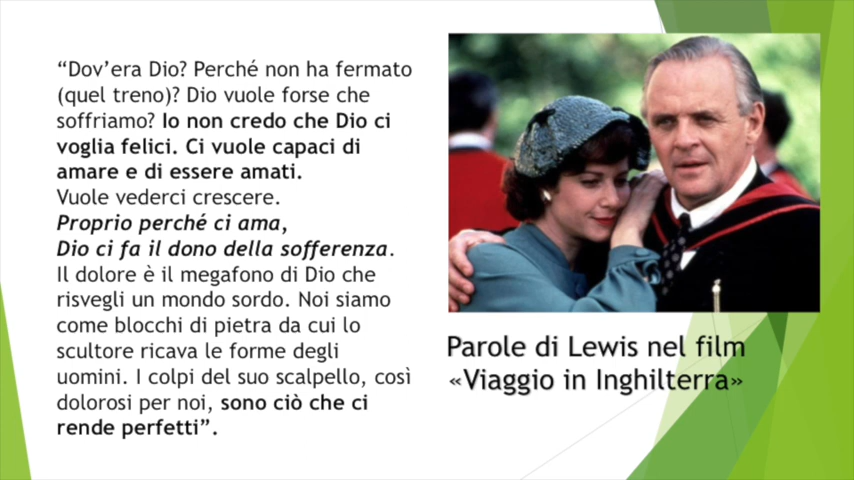 “Dov’era Dio? Perché non ha fermato
(quel treno)? Dio vuole forse che
soffriamo? Io non credo che Dio ci
voglia felici. Ci vuole capaci di
amare e di essere amati.
Vuole vederci crescere.
Proprio perché ci ama,
Dio ci fa il dono della sofferenza.
Il dolore è il megafono di Dio che
risvegli un mondo sordo. Noi siamo
come blocchi di pietra da cui lo
scultore ricava le forme degli
uomini. I colpi del suo scalpello, così
dolorosi per noi, sono ciò che ci
rende perfetti”.
Parole di Lewis nel film
«Viaggio in Inghilterra»